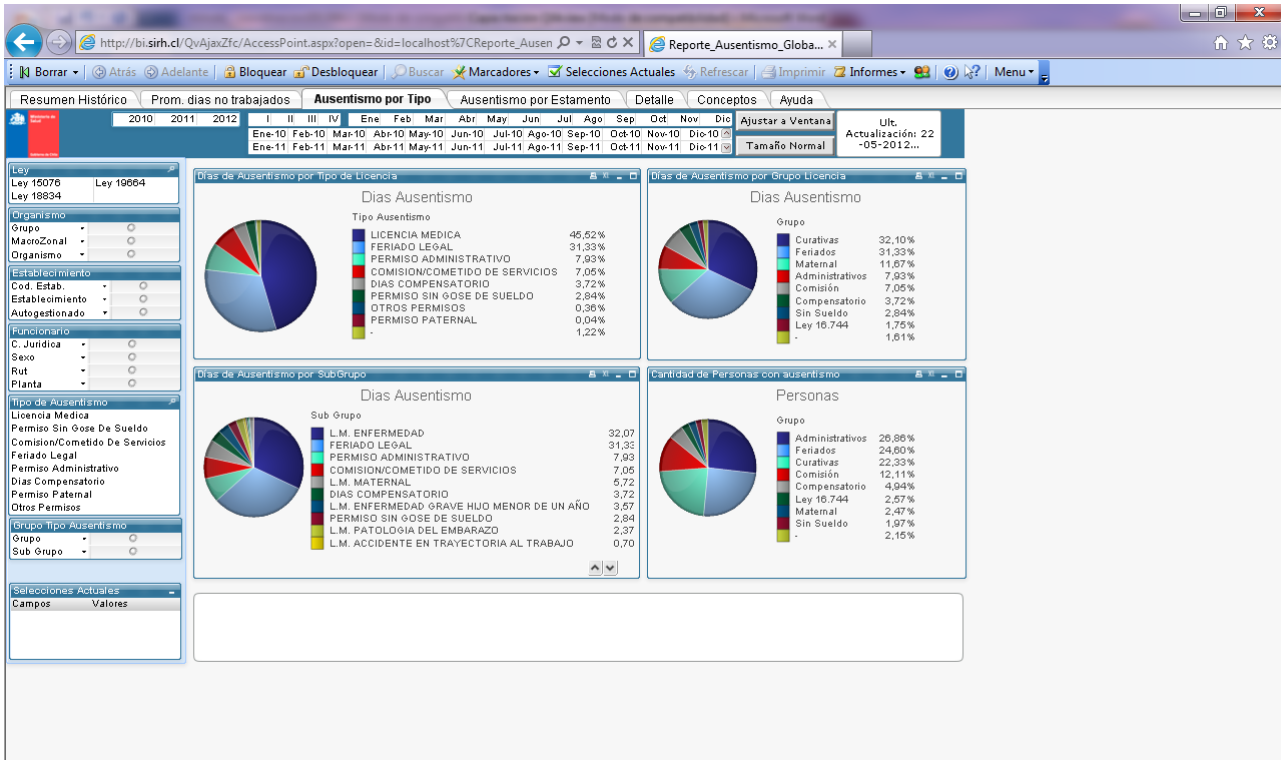 http://bi.sirh.cl/QvAjaxZfc/AccessPoint.aspx?open=&id=localhost%7CReporte_Ausen
Reporte_Ausentismo_Globa...
Borrar Atrás Adelante Bloquear Desbloquear Buscar Marcadores Selecciones Actuales Refrescar Imprimir Informes Menu
Resumen Histórico Prom. dias no trabajados Ausentismo por Tipo Ausentismo por Estamento Detalle Conceptos Ayuda
2010 2011 2012 I II III IV Ene Feb Mar Abr May Jun Jul Ago Sep Oct Nov Dic
Ene-10 Feb-10 Mar-10 Abr-10 May-10 Jun-10 Jul-10 Ago-10 Sep-10 Oct-10 Nov-10 Dic-10
Ene-11 Feb-11 Mar-11 Abr-11 May-11 Jun-11 Jul-11 Ago-11 Sep-11 Oct-11 Nov-11 Dic-11
Ajustar a Ventana
Tamaño Normal
Ult.
Actualización: 22
-05-2012...
Ley
Ley 15076 Ley 19664
Ley 18834
Organismo
Grupo
MacroZonal
Organismo
Establecimiento
Cod. Estab.
Establecimiento
Autogestionado
Funcionario
C. Juridica
Sexo
Rut
Planta
Tipo de Ausentismo
Licencia Medica
Permiso Sin Gose De Sueldo
Comision/Cometido De Servicios
Feriado Legal
Permiso Administrativo
Dias Compensatorio
Permiso Paternal
Otros Permisos
Grupo Tipo Ausentismo
Grupo
Sub Grupo
Selecciones Actuales
Campos Valores
Días de Ausentismo por Tipo de Licencia
Dias Ausentismo
Tipo Ausentismo
LICENCIA MEDICA 45,52%
FERIADO LEGAL 31,33%
PERMISO ADMINISTRATIVO 7,93%
COMISION/COMETIDO DE SERVICIOS 7,05%
DIAS COMPENSATORIO 3,72%
PERMISO SIN GOSE DE SUELDO 2,84%
OTROS PERMISOS 0,36%
PERMISO PATERNAL 0,04%
- 1,22%
Días de Ausentismo por Grupo Licencia
Dias Ausentismo
Grupo
Curativas 32,10%
Feriados 31,33%
Maternal 11,67%
Administrativos 7,93%
Comisión 7,05%
Compensatorio 3,72%
Sin Sueldo 2,84%
Ley 16.744 1,75%
- 1,61%
Días de Ausentismo por SubGrupo
Dias Ausentismo
Sub Grupo
L.M. ENFERMEDAD 32,07
FERIADO LEGAL 31,33
PERMISO ADMINISTRATIVO 7,93
COMISION/COMETIDO DE SERVICIOS 7,05
L.M. MATERNAL 5,72
DIAS COMPENSATORIO 3,72
L.M. ENFERMEDAD GRAVE HIJO MENOR DE UN AÑO 3,57
PERMISO SIN GOSE DE SUELDO 2,84
L.M. PATOLOGIA DEL EMBARAZO 2,37
L.M. ACCIDENTE EN TRAYECTORIA AL TRABAJO 0,70
Cantidad de Personas con ausentismo
Personas
Grupo
Administrativos 26,86%
Feriados 24,60%
Curativas 22,33%
Comisión 12,11%
Compensatorio 4,94%
Ley 16.744 2,57%
Maternal 2,47%
Sin Sueldo 1,97%
- 2,15%